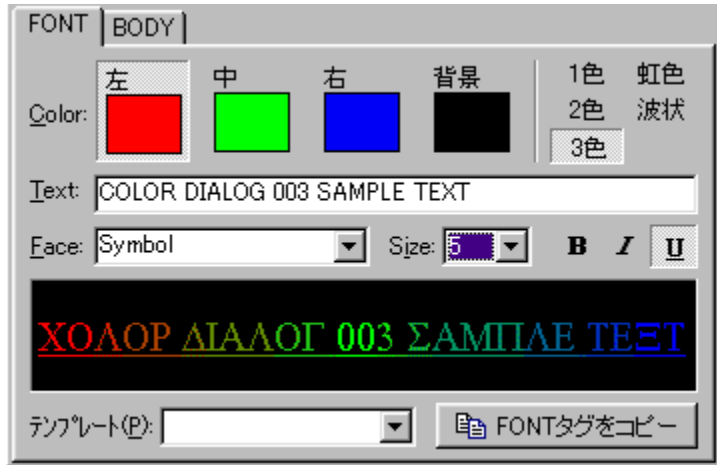 FONT BODY
左 中 右 背景 1色 虹色
Color: 2色 波状
3色
Text: COLOR DIALOG 003 SAMPLE TEXT
Face: Symbol Size: 5 B I U
ΧΟΛΟΡ ΔΙΑΛΟΓ 003 ΣΑΜΠΛΕ ΤΕΞΤ
ﾃﾝﾌﾟﾚｰﾄ(P): FONTタグをコピー